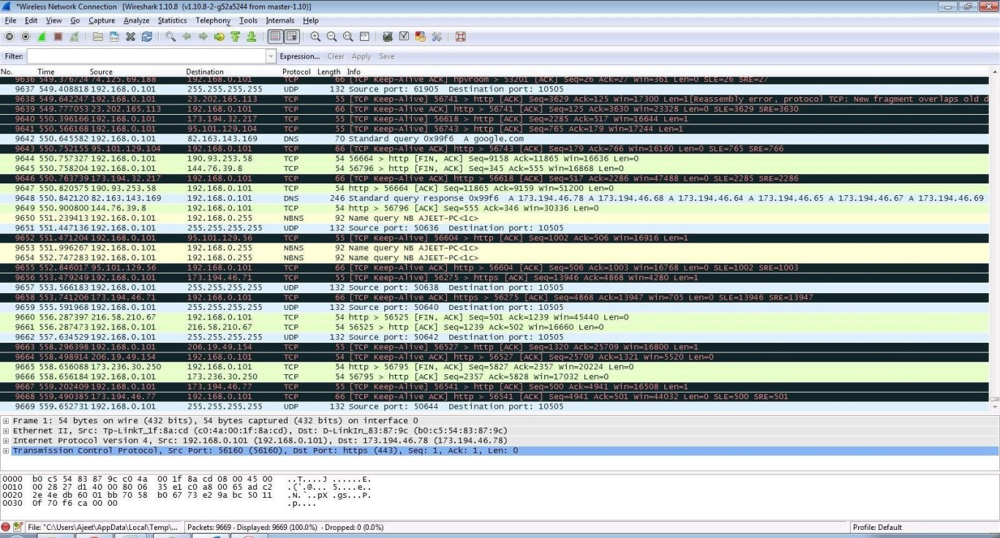 *Wireless Network Connection [Wireshark 1.10.8 (v1.10.8-2-g52a5244 from master-1.10)]
File Edit View Go Capture Analyze Statistics Telephony Tools Internals Help
Filter: Expression... Clear Apply Save
No. Time Source Destination Protocol Length Info
9636 549.376724 74.125.69.188 192.168.0.101 TCP 66 [TCP Keep-Alive ACK] hpvroom > 53201 [ACK] Seq=26 Ack=27 Win=361 Len=0 SLE=26 SRE=27
9637 549.408818 192.168.0.101 255.255.255.255 UDP 132 Source port: 61905 Destination port: 10505
9638 549.642247 192.168.0.101 23.202.165.113 TCP 55 [TCP Keep-Alive] 56741 > http [ACK] Seq=3629 Ack=125 Win=17300 Len=1[Reassembly error, protocol TCP: New fragment overlaps old d
9639 549.777053 23.202.165.113 192.168.0.101 TCP 66 [TCP Keep-Alive ACK] http > 56741 [ACK] Seq=125 Ack=3630 Win=23328 Len=0 SLE=3629 SRE=3630
9640 550.396166 192.168.0.101 173.194.32.217 TCP 55 [TCP Keep-Alive] 56618 > http [ACK] Seq=2285 Ack=517 Win=16644 Len=1
9641 550.566168 192.168.0.101 95.101.129.104 TCP 55 [TCP Keep-Alive] 56743 > http [ACK] Seq=765 Ack=179 Win=17244 Len=1
9642 550.645582 192.168.0.101 82.163.143.169 DNS 70 Standard query 0x99f6 A google.com
9643 550.752155 95.101.129.104 192.168.0.101 TCP 66 [TCP Keep-Alive ACK] http > 56743 [ACK] Seq=179 Ack=766 Win=16160 Len=0 SLE=765 SRE=766
9644 550.757327 192.168.0.101 190.93.253.58 TCP 54 56664 > http [FIN, ACK] Seq=9158 Ack=11865 Win=16636 Len=0
9645 550.758204 192.168.0.101 144.76.39.8 TCP 54 56796 > http [FIN, ACK] Seq=345 Ack=555 Win=16868 Len=0
9646 550.763739 173.194.32.217 192.168.0.101 TCP 66 [TCP Keep-Alive ACK] http > 56618 [ACK] Seq=517 Ack=2286 Win=47488 Len=0 SLE=2285 SRE=2286
9647 550.820575 190.93.253.58 192.168.0.101 TCP 54 http > 56664 [FIN, ACK] Seq=11865 Ack=9159 Win=51200 Len=0
9648 550.842120 82.163.143.169 192.168.0.101 DNS 246 Standard query response 0x99f6 A 173.194.46.78 A 173.194.46.68 A 173.194.46.64 A 173.194.46.65 A 173.194.46.67 A 173.194.46.69
9649 550.900800 144.76.39.8 192.168.0.101 TCP 54 http > 56796 [FIN, ACK] Seq=555 Ack=346 Win=30336 Len=0
9650 551.239413 192.168.0.101 192.168.0.255 NBNS 92 Name query NB AJEET-PC<1c>
9651 551.447136 192.168.0.101 255.255.255.255 UDP 132 Source port: 50636 Destination port: 10505
9652 551.471204 192.168.0.101 95.101.129.56 TCP 55 [TCP Keep-Alive] 56604 > http [ACK] Seq=1002 Ack=506 Win=16916 Len=1
9653 551.996267 192.168.0.101 192.168.0.255 NBNS 92 Name query NB AJEET-PC<1c>
9654 552.747283 192.168.0.101 192.168.0.255 NBNS 92 Name query NB AJEET-PC<1c>
9655 552.846017 95.101.129.56 192.168.0.101 TCP 66 [TCP Keep-Alive ACK] http > 56604 [ACK] Seq=506 Ack=1003 Win=16768 Len=0 SLE=1002 SRE=1003
9656 553.479249 192.168.0.101 173.194.46.71 TCP 55 [TCP Keep-Alive] 56275 > https [ACK] Seq=13946 Ack=4868 Win=4280 Len=1
9657 553.566183 192.168.0.101 255.255.255.255 UDP 132 Source port: 50638 Destination port: 10505
9658 553.741206 173.194.46.71 192.168.0.101 TCP 66 [TCP Keep-Alive ACK] https > 56275 [ACK] Seq=4868 Ack=13947 Win=705 Len=0 SLE=13946 SRE=13947
9659 555.591968 192.168.0.101 255.255.255.255 UDP 132 Source port: 50640 Destination port: 10505
9660 556.287397 216.58.210.67 192.168.0.101 TCP 54 http > 56525 [FIN, ACK] Seq=501 Ack=1239 Win=45440 Len=0
9661 556.287473 192.168.0.101 216.58.210.67 TCP 54 56525 > http [ACK] Seq=1239 Ack=502 Win=16660 Len=0
9662 557.634529 192.168.0.101 255.255.255.255 UDP 132 Source port: 50642 Destination port: 10505
9663 558.296398 192.168.0.101 206.19.49.154 TCP 55 [TCP Keep-Alive] 56527 > http [ACK] Seq=1320 Ack=25709 Win=16800 Len=1
9664 558.498914 206.19.49.154 192.168.0.101 TCP 54 [TCP Keep-Alive ACK] http > 56527 [ACK] Seq=25709 Ack=1321 Win=5520 Len=0
9665 558.656088 173.236.30.250 192.168.0.101 TCP 54 http > 56795 [FIN, ACK] Seq=5827 Ack=2357 Win=20224 Len=0
9666 558.656184 192.168.0.101 173.236.30.250 TCP 54 56795 > http [ACK] Seq=2357 Ack=5828 Win=17032 Len=0
9667 559.202409 192.168.0.101 173.194.46.77 TCP 55 [TCP Keep-Alive] 56541 > http [ACK] Seq=500 Ack=4941 Win=16508 Len=1
9668 559.490385 173.194.46.77 192.168.0.101 TCP 66 [TCP Keep-Alive ACK] http > 56541 [ACK] Seq=4941 Ack=501 Win=44032 Len=0 SLE=500 SRE=501
9669 559.652731 192.168.0.101 255.255.255.255 UDP 132 Source port: 50644 Destination port: 10505
Frame 1: 54 bytes on wire (432 bits), 54 bytes captured (432 bits) on interface 0
Ethernet II, Src: Tp-LinkT_1f:8a:cd (c0:4a:00:1f:8a:cd), Dst: D-LinkIn_83:87:9c (b0:c5:54:83:87:9c)
Internet Protocol Version 4, Src: 192.168.0.101 (192.168.0.101), Dst: 173.194.46.78 (173.194.46.78)
Transmission Control Protocol, Src Port: 56160 (56160), Dst Port: https (443), Seq: 1, Ack: 1, Len: 0
0000 b0 c5 54 83 87 9c c0 4a 00 1f 8a cd 08 00 45 00 ..T....J ......E.
0010 00 28 27 d1 40 00 80 06 35 e1 c0 a8 00 65 ad c2 .('.@... 5....e..
0020 2e 4e db 60 01 bb 70 58 b0 67 73 e2 9a bc 50 11 .N.`..pX .gs...P.
0030 0f 70 f6 ca 00 00 .p....
File: "C:\Users\Ajeet\AppData\Local\Temp\... Packets: 9669 · Displayed: 9669 (100.0%) · Dropped: 0 (0.0%) Profile: Default